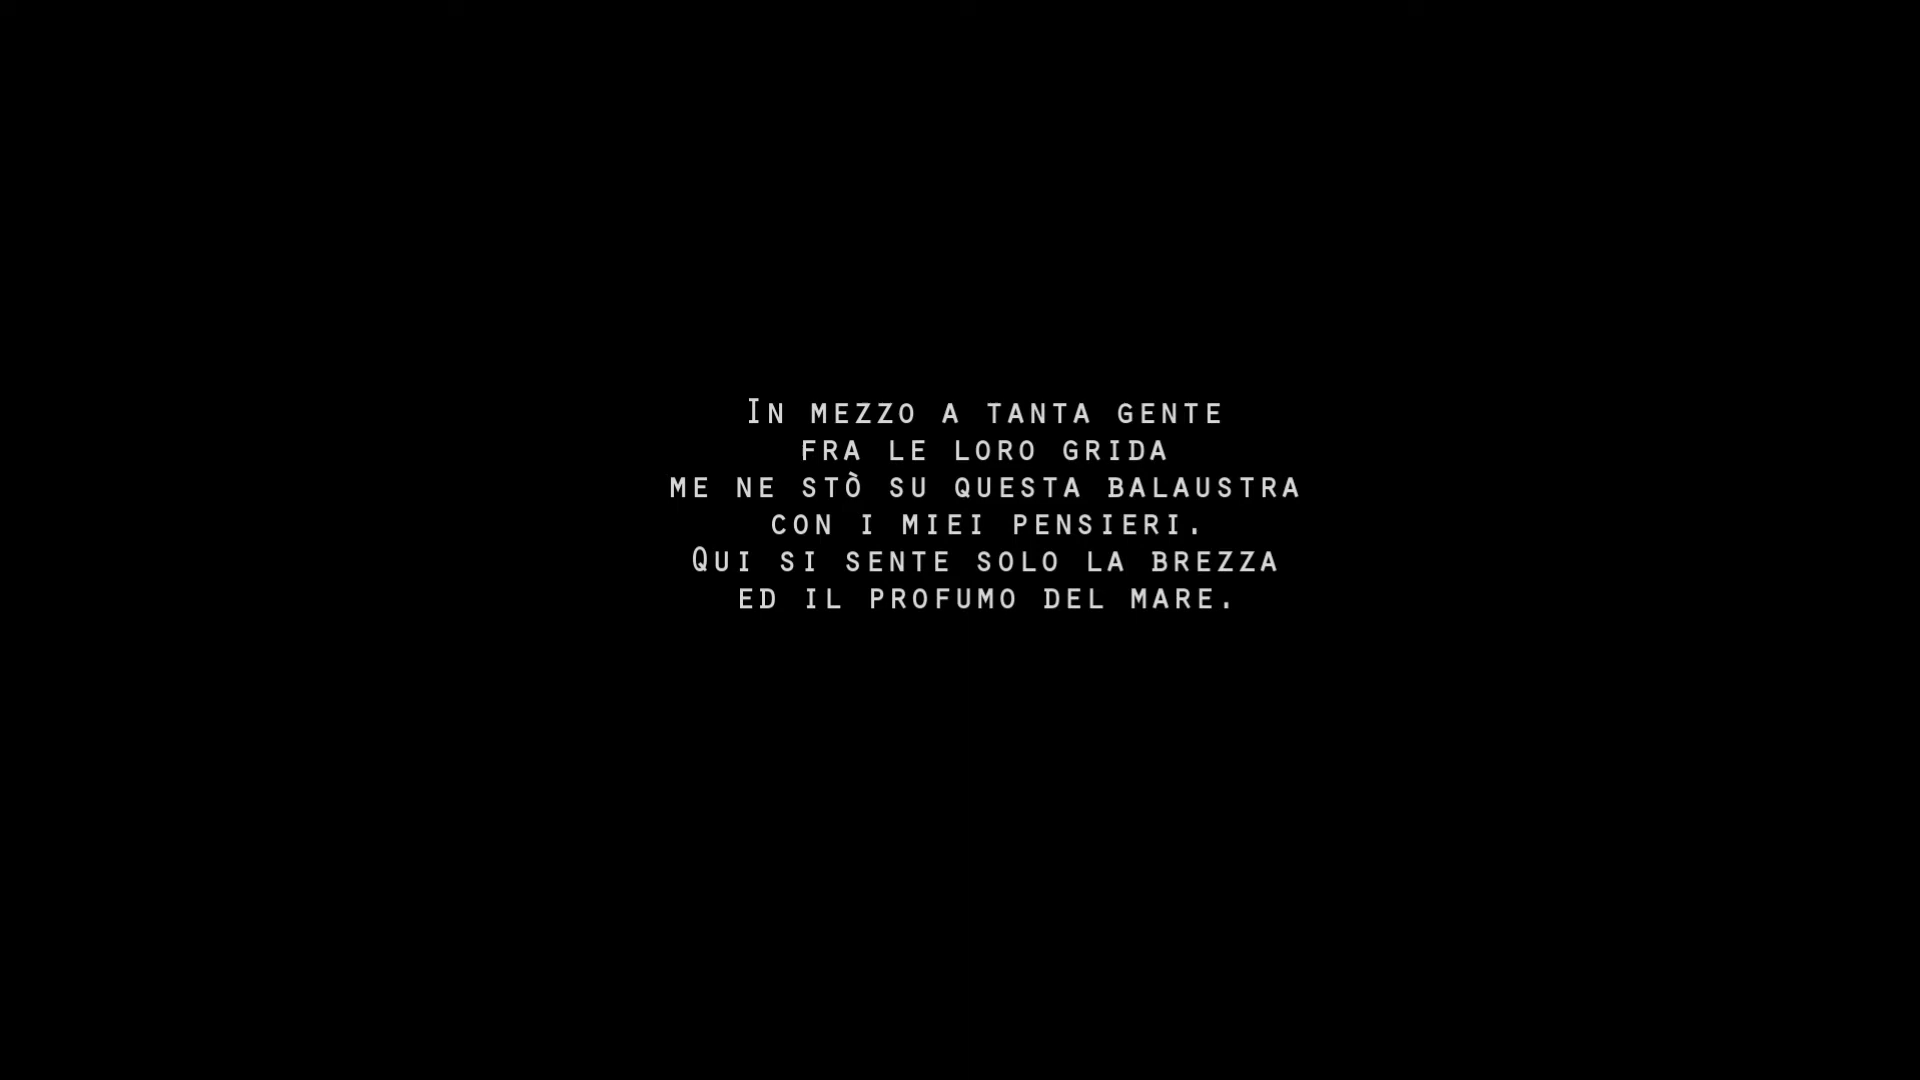 In mezzo a tanta gente
fra le loro grida
me ne stò su questa balaustra
con i miei pensieri.
Qui si sente solo la brezza
ed il profumo del mare.